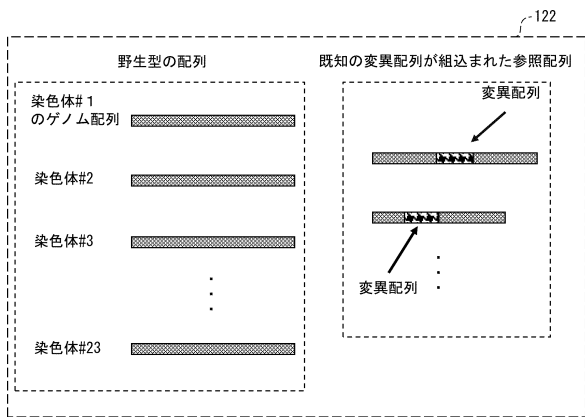 122
野生型の配列
既知の変異配列が組込まれた参照配列
染色体#１
のゲノム配列
染色体#2
染色体#3
染色体#23
変異配列
変異配列